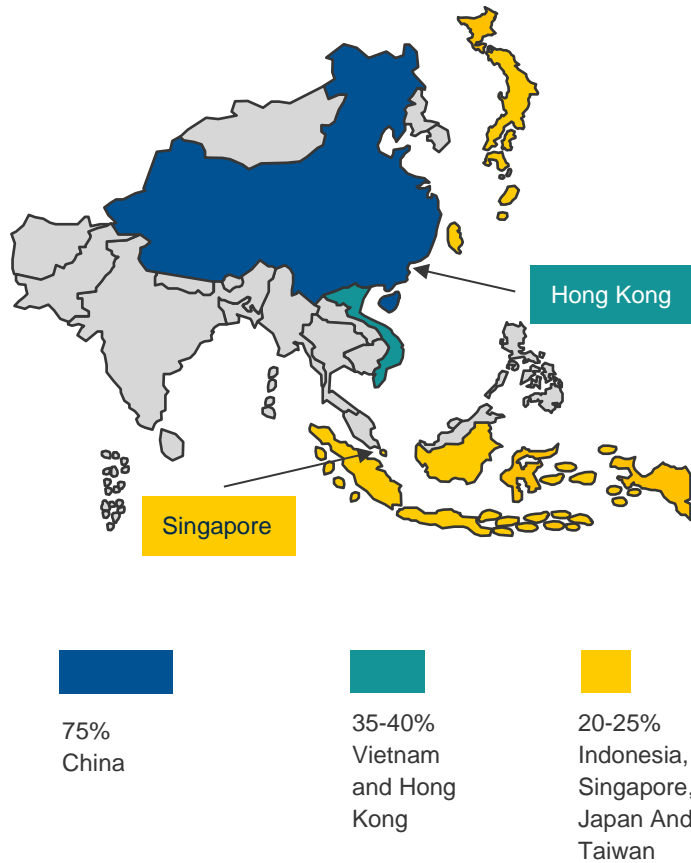 Hong Kong
Singapore
75%
China
35-40%
Vietnam
and Hong
Kong
20-25%
Indonesia,
Singapore,
Japan And
Taiwan